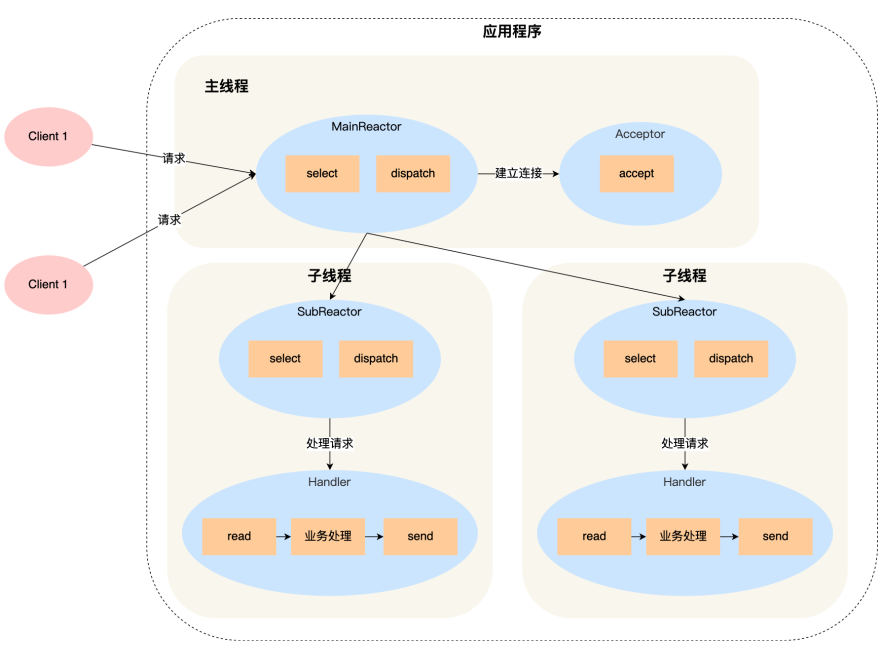 应用程序
主线程
Client 1
请求
MainReactor
select
dispatch
建立连接
Acceptor
accept
请求
Client 1
子线程
SubReactor
select
dispatch
处理请求
Handler
read
业务处理
send
子线程
SubReactor
select
dispatch
处理请求
Handler
read
业务处理
send